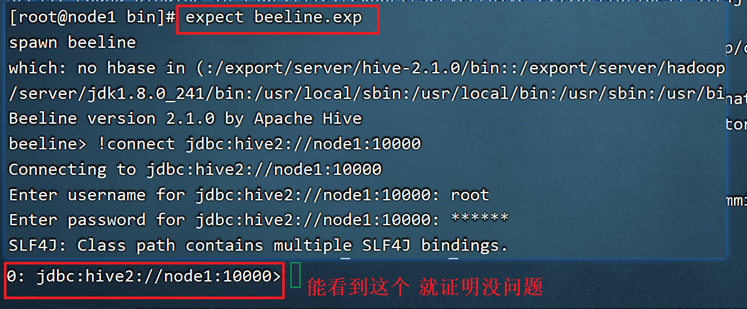 [root@node1 bin]# expect beeline.exp
spawn beeline
which: no hbase in (:/export/server/hive-2.1.0/bin::/export/server/hadoop
/server/jdk1.8.0_241/bin:/usr/local/sbin:/usr/local/bin:/usr/sbin:/usr/bi
Beeline version 2.1.0 by Apache Hive
beeline> !connect jdbc:hive2://node1:10000
Connecting to jdbc:hive2://node1:10000
Enter username for jdbc:hive2://node1:10000: root
Enter password for jdbc:hive2://node1:10000: ******
SLF4J: Class path contains multiple SLF4J bindings.
0: jdbc:hive2://node1:10000> 能看到这个 就证明没问题